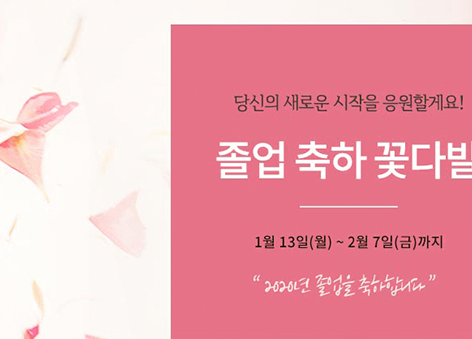 당신의 새로운 시작을 응원할게요!
졸업 축하 꽃다발
1월 13일(월) ~ 2월 7일(금)까지
“ 2020년 졸업을 축하합니다 ”